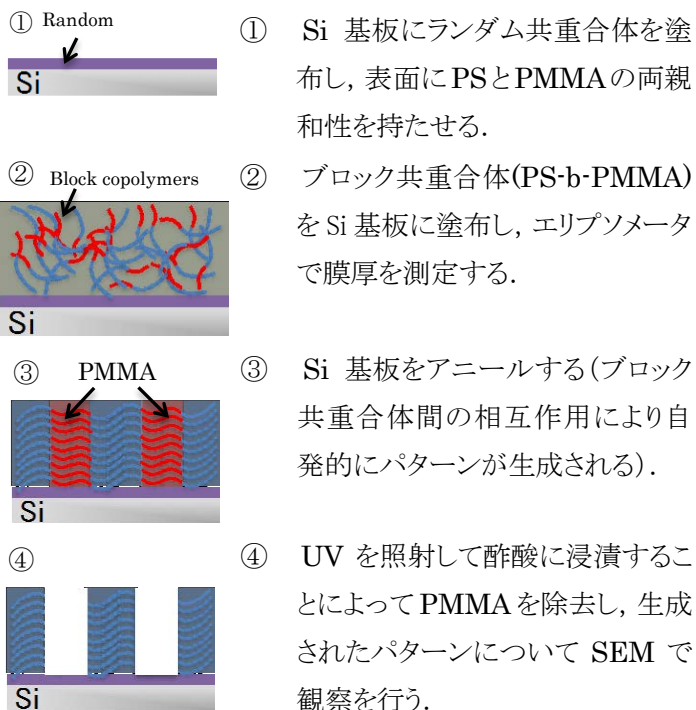 ① Random
Si
① Si 基板にランダム共重合体を塗
布し, 表面にPSとPMMAの両親
和性を持たせる.
② Block copolymers
Si
② ブロック共重合体(PS-b-PMMA)
を Si 基板に塗布し, エリプソメータ
で膜厚を測定する.
③ PMMA
Si
③ Si 基板をアニールする(ブロック
共重合体間の相互作用により自
発的にパターンが生成される).
④
Si
④ UV を照射して酢酸に浸漬するこ
とによってPMMAを除去し, 生成
されたパターンについて SEM で
観察を行う.